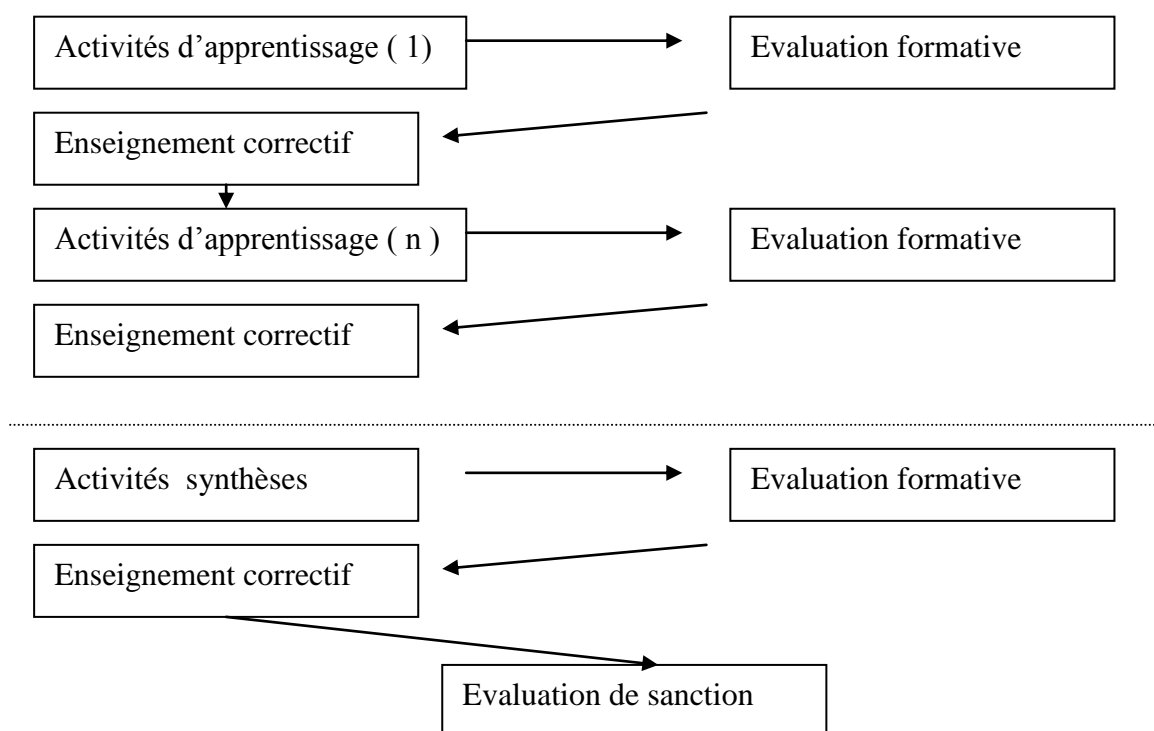 Activités d’apprentissage ( 1)
Evaluation formative
Enseignement correctif
Activités d’apprentissage ( n )
Evaluation formative
Enseignement correctif
Activités synthèses
Evaluation formative
Enseignement correctif
Evaluation de sanction